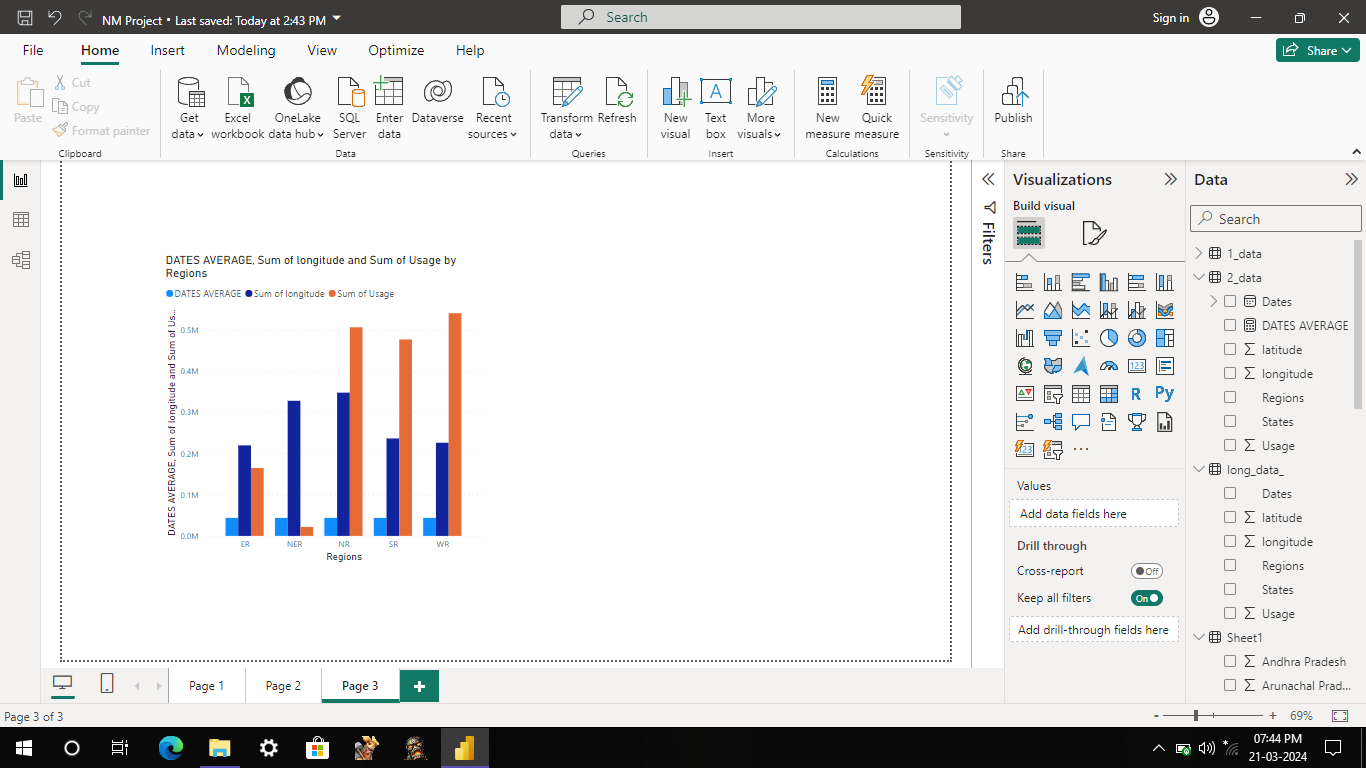 NM Project • Last saved: Today at 2:43 PM
Search
Sign in
File
Home
Insert
Modeling
View
Optimize
Help
Share
Paste
Cut
Copy
Format painter
Clipboard
Get data
Excel workbook
OneLake data hub
SQL Server
Enter data
Dataverse
Recent sources
Data
Transform data
Refresh
Queries
New visual
Text box
More visuals
Insert
New measure
Quick measure
Calculations
Sensitivity
Sensitivity
Publish
Share
DATES AVERAGE, Sum of longitude and Sum of Usage by
Regions
DATES AVERAGE
Sum of longitude
Sum of Usage
DATES AVERAGE, Sum of longitude and Sum of Us...
0.5M
0.4M
0.3M
0.2M
0.1M
0.0M
ER
NER
NR
SR
WR
Regions
Filters
Visualizations
Build visual
123
R
Py
123
Values
Add data fields here
Drill through
Cross-report
Off
Keep all filters
On
Add drill-through fields here
Data
Search
1_data
2_data
Dates
DATES AVERAGE
latitude
longitude
Regions
States
Usage
long_data_
Dates
latitude
longitude
Regions
States
Usage
Sheet1
Andhra Pradesh
Arunachal Prad...
Page 1
Page 2
Page 3
Page 3 of 3
69%
07:44 PM
21-03-2024